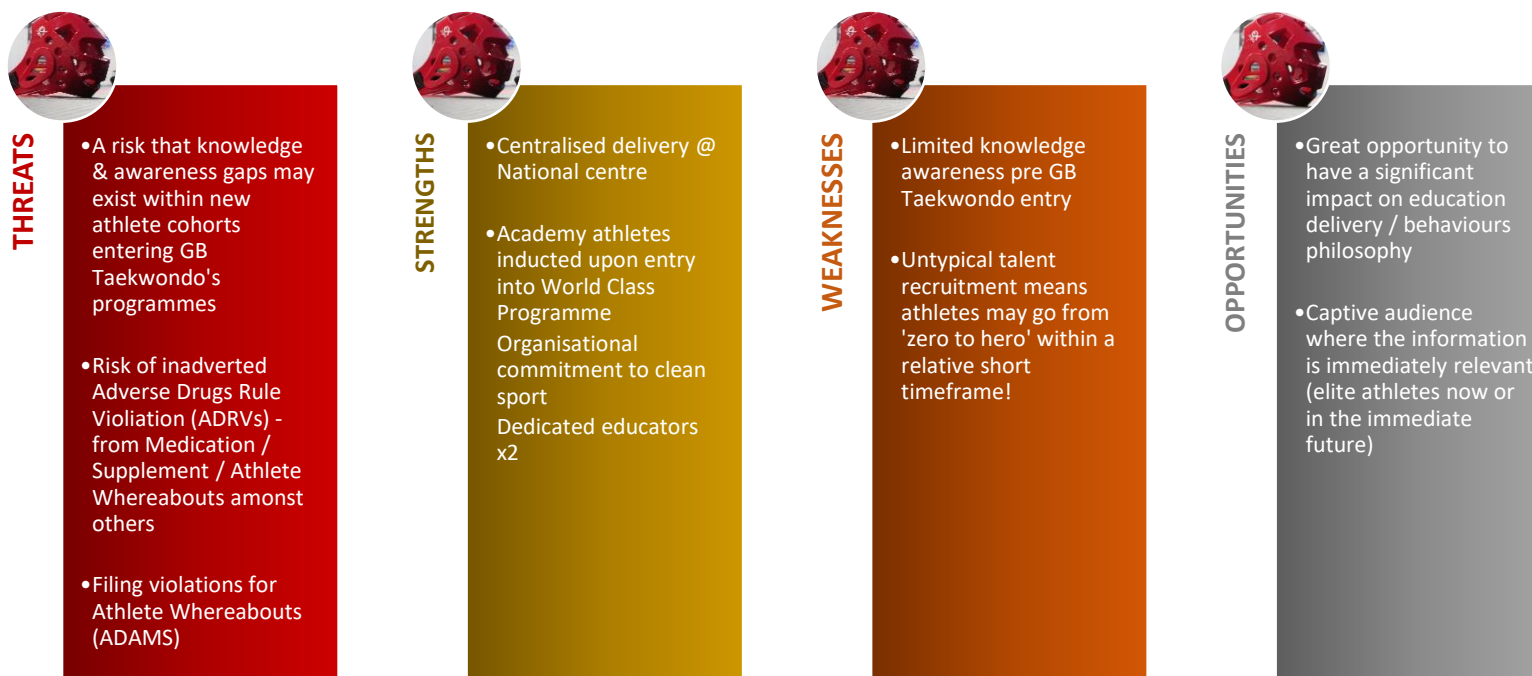 THREATS
•A risk that knowledge
& awareness gaps may
exist within new
athlete cohorts
entering GB
Taekwondo's
programmes
•Risk of inadverted
Adverse Drugs Rule
Violiation (ADRVs) -
from Medication /
Supplement / Athlete
Whereabouts amonst
others
•Filing violations for
Athlete Whereabouts
(ADAMS)
STRENGTHS
•Centralised delivery @
National centre
•Academy athletes
inducted upon entry
into World Class
Programme
Organisational
commitment to clean
sport
Dedicated educators
x2
WEAKNESSES
•Limited knowledge
awareness pre GB
Taekwondo entry
•Untypical talent
recruitment means
athletes may go from
'zero to hero' within a
relative short
timeframe!
OPPORTUNITIES
•Great opportunity to
have a significant
impact on education
delivery / behaviours
philosophy
•Captive audience
where the information
is immediately relevant
(elite athletes now or
in the immediate
future)